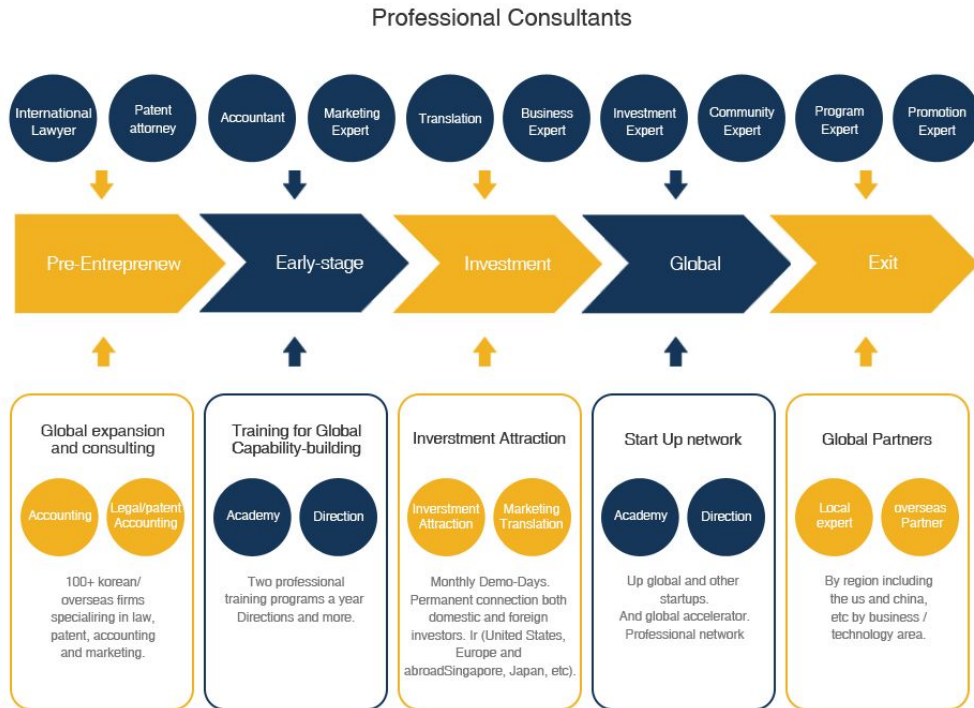 Professional Consultants
International
Lawyer
Patent
attorney
Accountant
Marketing
Expert
Translation
Business
Expert
Investment
Expert
Community
Expert
Program
Expert
Promotion
Expert
Pre-Entreprenew
Early-stage
Investment
Global
Exit
Global expansion
and consulting
Accounting
Legal/patent
Accounting
100+ korean/
overseas firms
specialiring in law,
patent, accounting
and marketing.
Training for Global
Capability-building
Academy
Direction
Two professional
training programs a year
Directions and more.
Inverstment Attraction
Inverstment
Attraction
Marketing
Translation
Monthly Demo-Days.
Permanent connection both
domestic and foreign
investors. Ir (United States,
Europe and
abroadSingapore, Japan, etc).
Start Up network
Academy
Direction
Up global and other
startups.
And global accelerator.
Professional network
Global Partners
Local
expert
overseas
Partner
By region including
the us and china,
etc by business /
technology area.